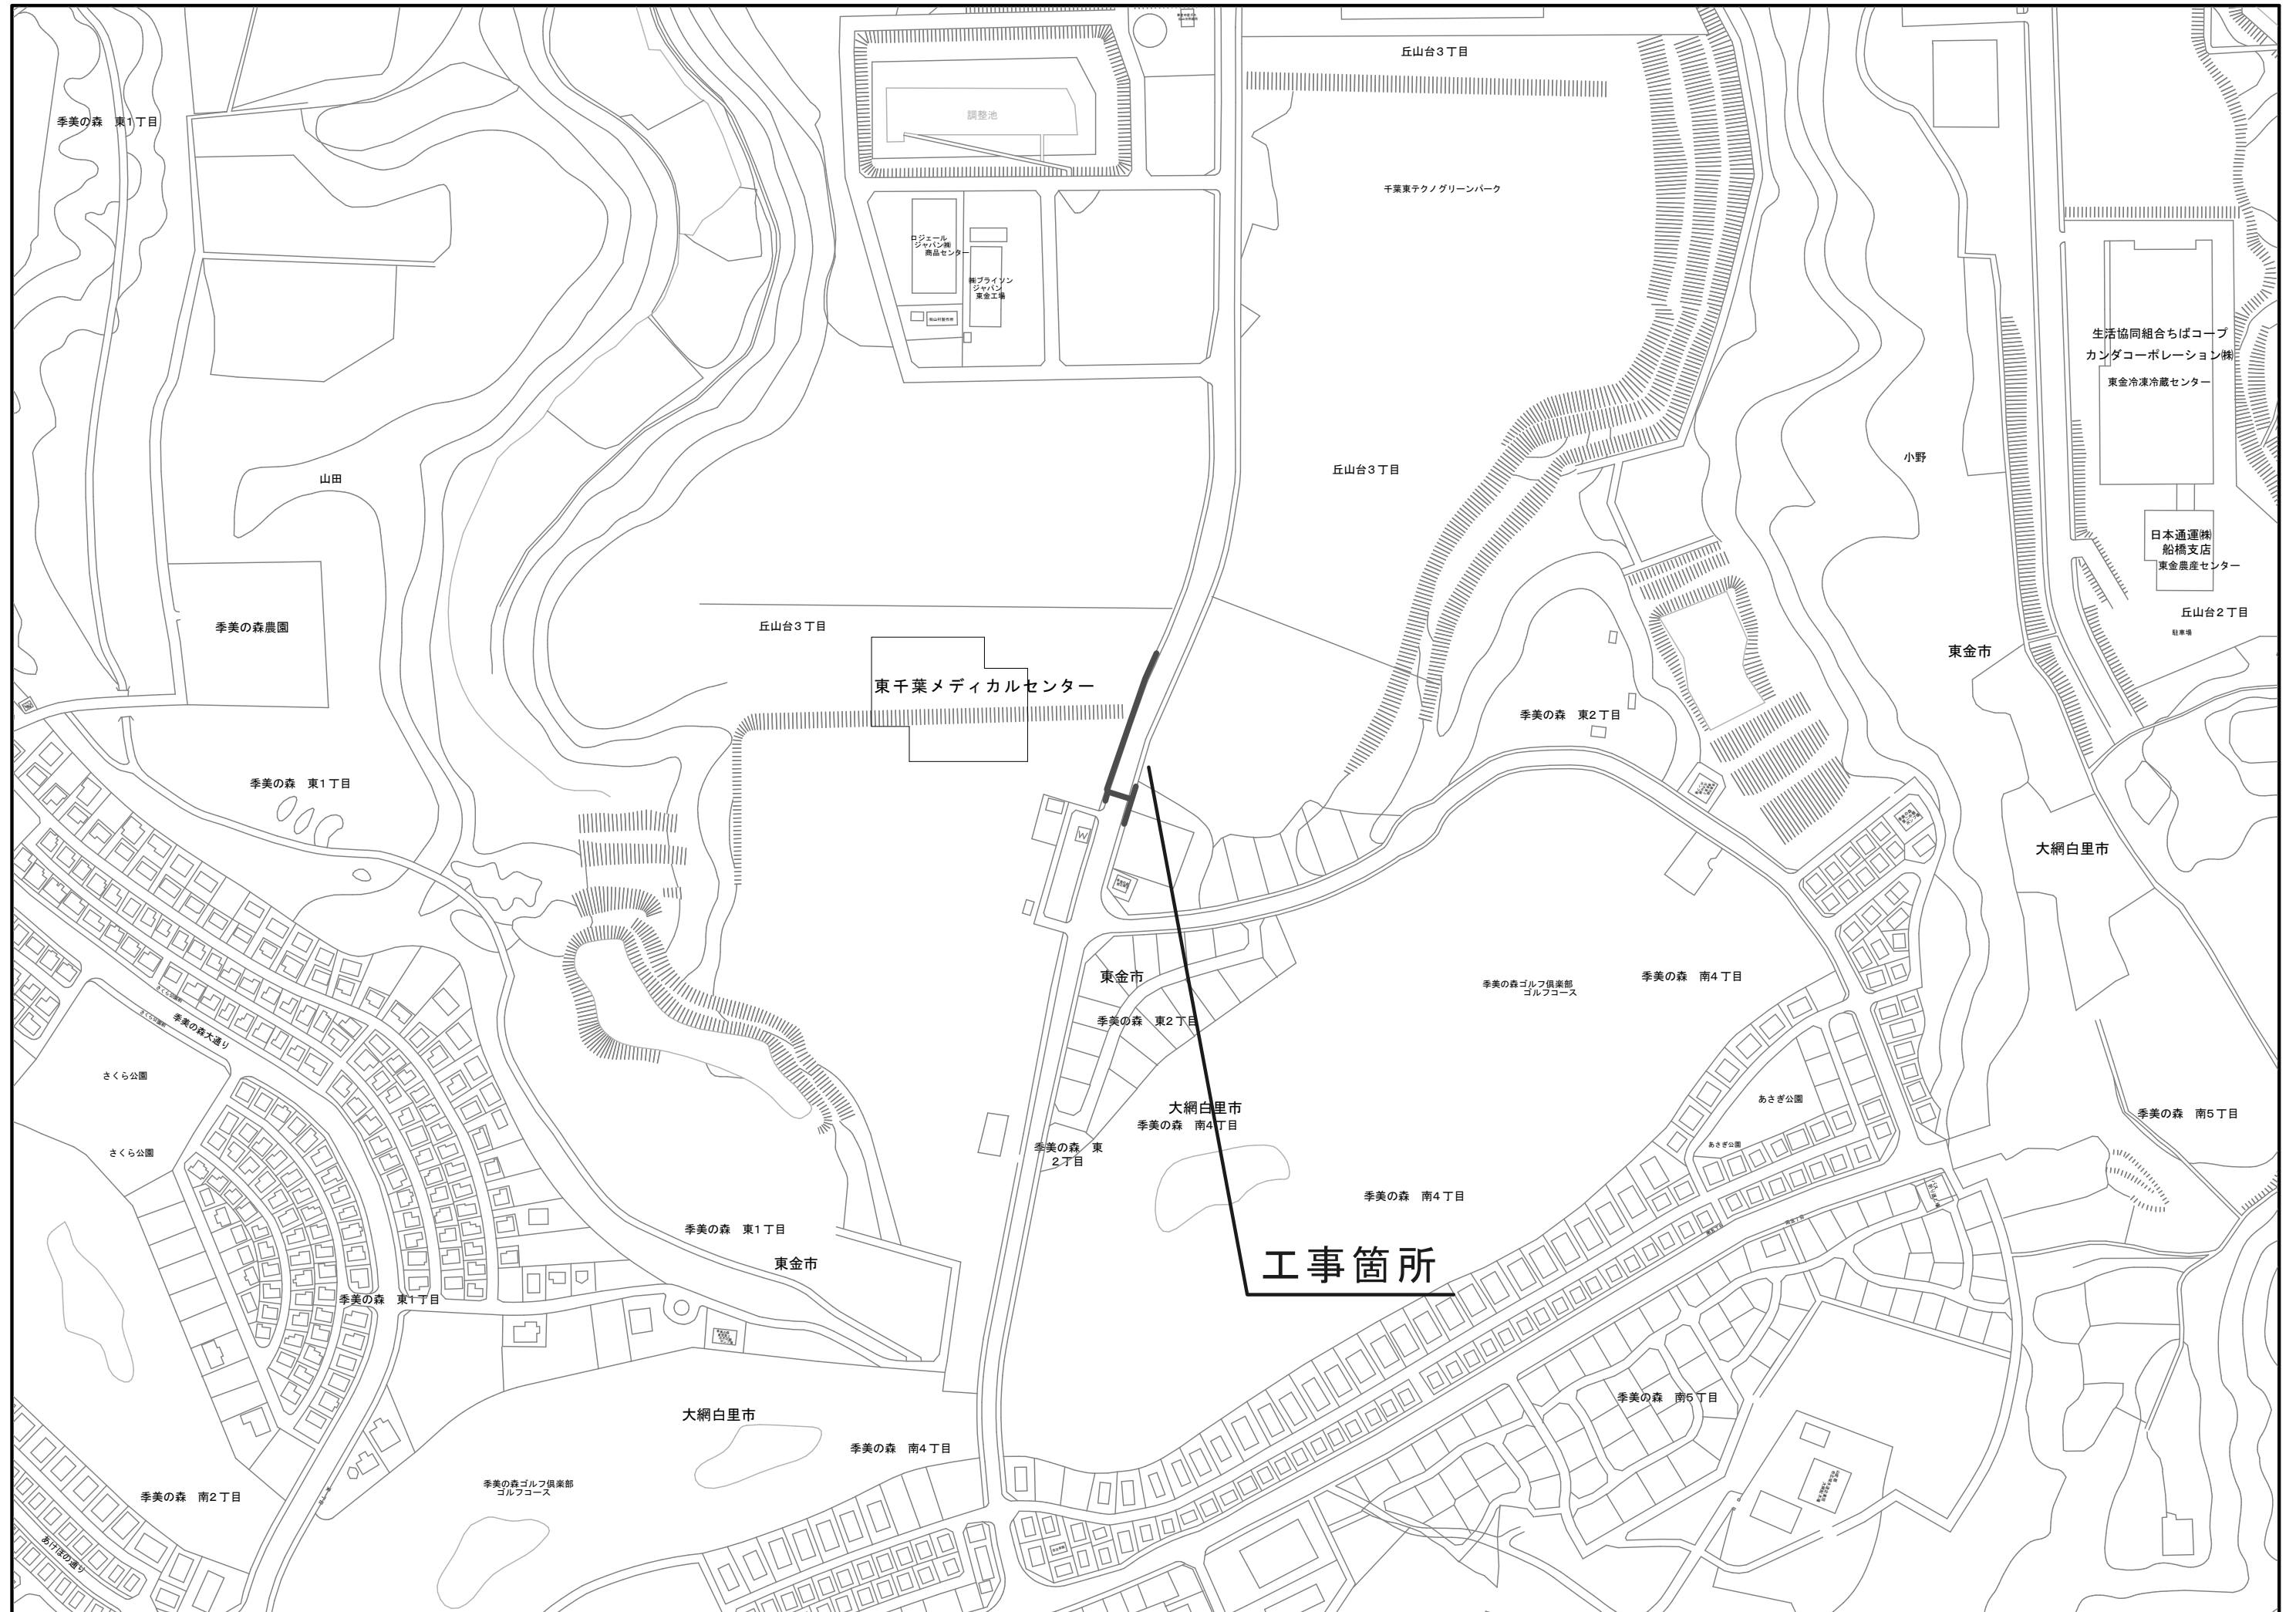 丘山台3丁目
調整池
季美の森　東1丁目
千葉東テクノグリーンパーク
ロジェール
ジャパン㈱
商品センター
㈱ブライソン
ジャパン
東金工場
生活協同組合ちばコープ
カンダコーポレーション㈱
東金冷凍冷蔵センター
丘山台3丁目
小野
山田
日本通運㈱
船橋支店
東金農産センター
丘山台2丁目
駐車場
季美の森農園
丘山台3丁目
東金市
東千葉メディカルセンター
季美の森　東2丁目
季美の森　東1丁目
W
大網白里市
東金市
季美の森　東2丁目
季美の森ゴルフ倶楽部
ゴルフコース
季美の森　南4丁目
季美の森大通り
さくら公園
さくら公園
あさぎ公園
あさぎ公園
大網白里市
季美の森　南4丁目
季美の森　南5丁目
季美の森　東
2丁目
季美の森　南4丁目
季美の森　東1丁目
東金市
工事箇所
季美の森　東1丁目
季美の森　南5丁目
大網白里市
季美の森　南4丁目
季美の森ゴルフ倶楽部
ゴルフコース
季美の森　南2丁目
あけぼの通り